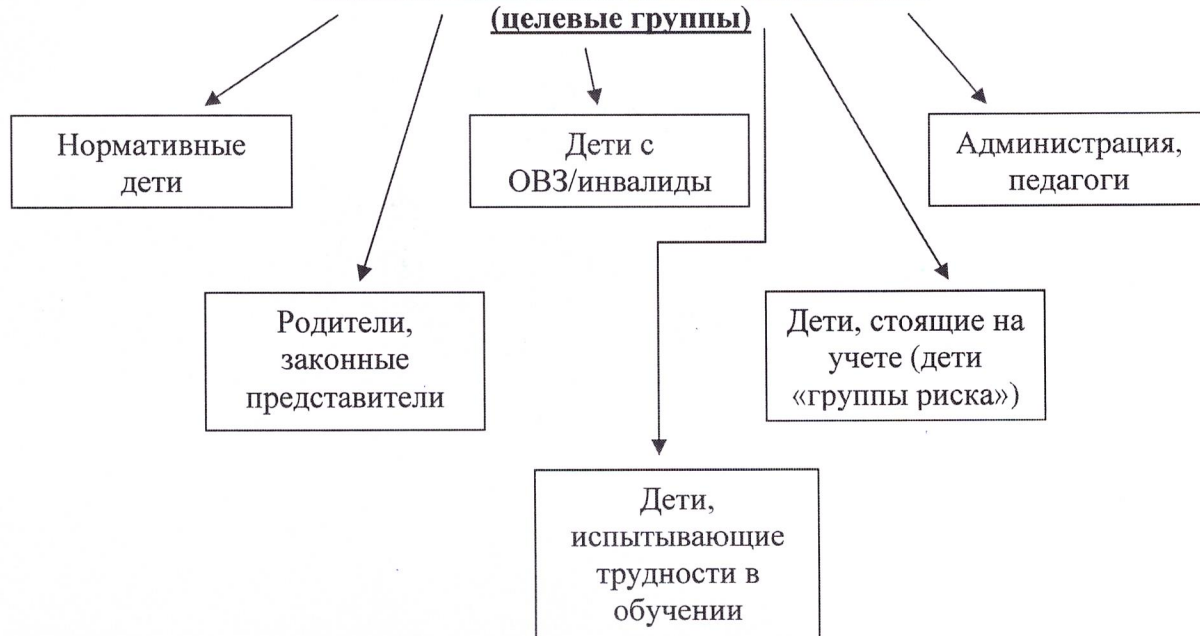 (целевые группы)
Нормативные
дети
Дети с
ОВЗ/инвалиды
Администрация,
педагоги
Родители,
законные
представители
Дети, стоящие на
учете (дети
«группы риска»)
Дети,
испытывающие
трудности в
обучении